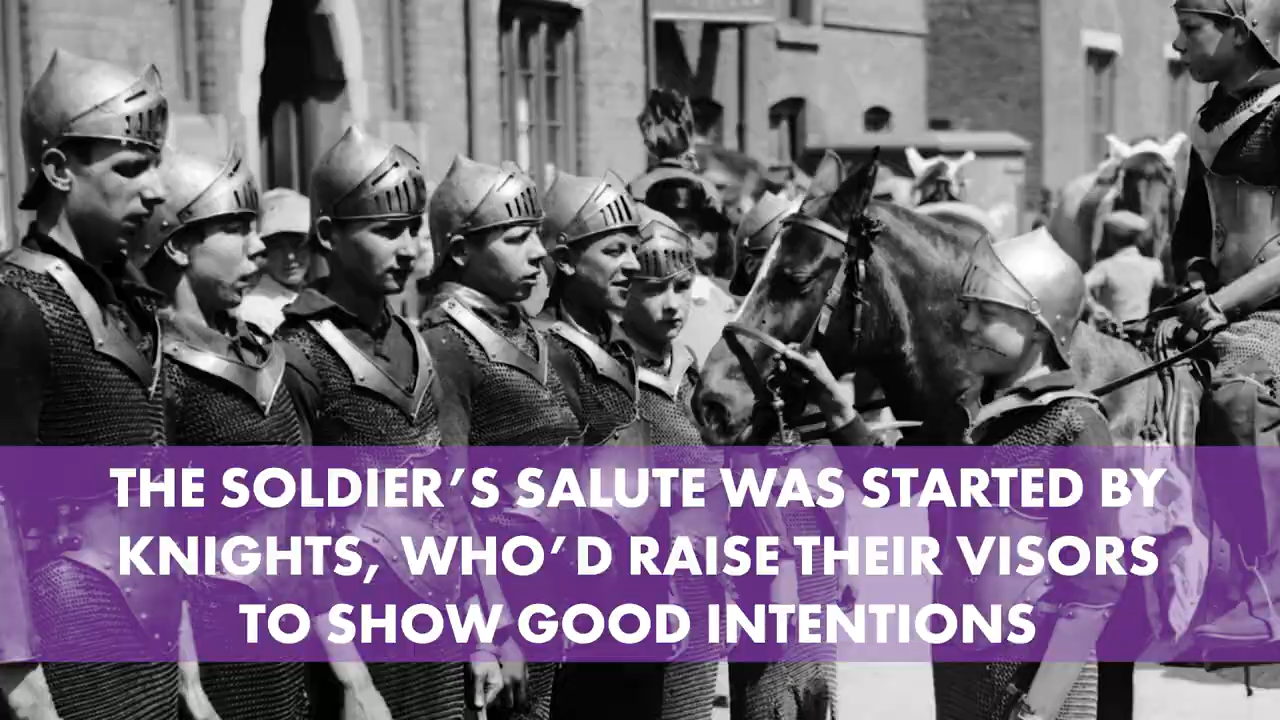 THE SOLDIER'S SALUTE WAS STARTED BY
KNIGHTS, WHO'D RAISE THEIR VISORS
TO SHOW GOOD INTENTIONS